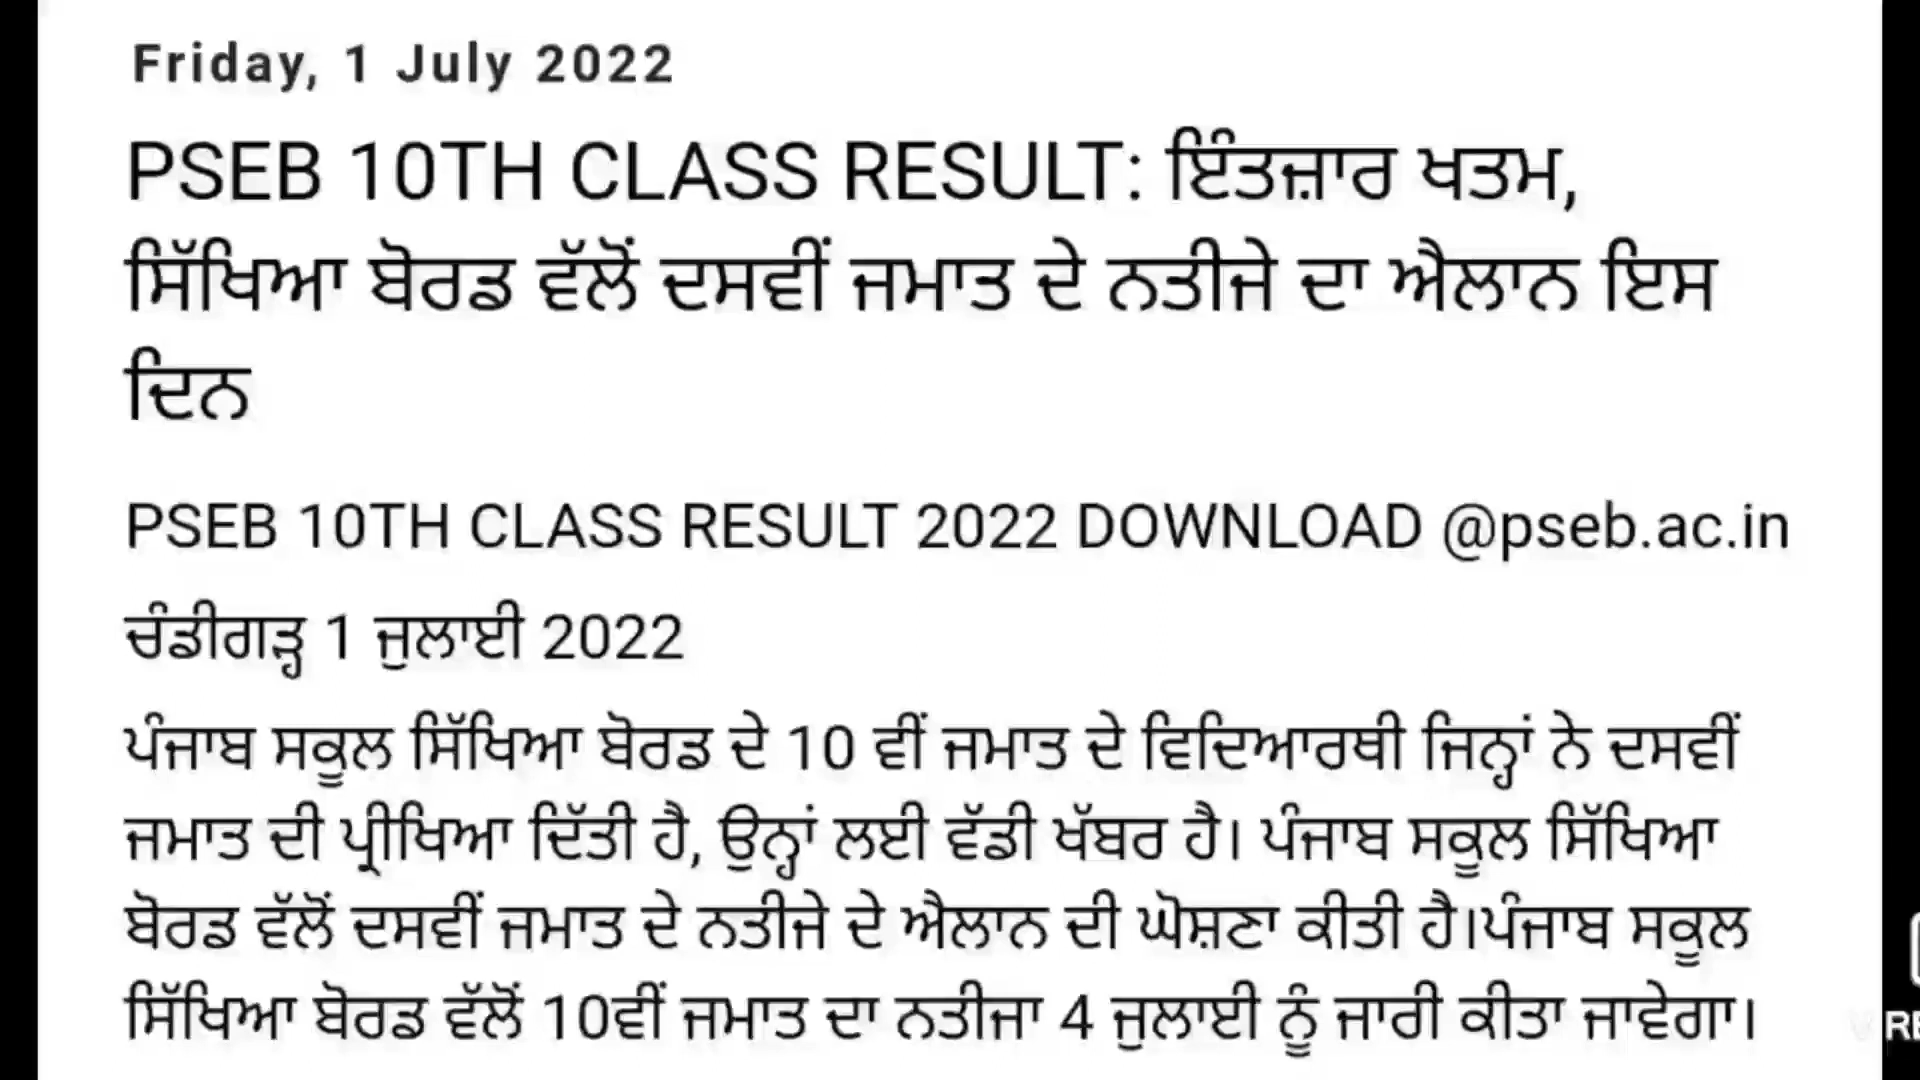 Friday, 1 July 2022
PSEB 10TH CLASS RESULT: ਇੰਤਜ਼ਾਰ ਖਤਮ,
ਸਿੱਖਿਆ ਬੋਰਡ ਵੱਲੋਂ ਦਸਵੀਂ ਜਮਾਤ ਦੇ ਨਤੀਜੇ ਦਾ ਐਲਾਨ ਇਸ
ਦਿਨ
PSEB 10TH CLASS RESULT 2022 DOWNLOAD @pseb.ac.in
ਚੰਡੀਗੜ੍ਹ 1 ਜੁਲਾਈ 2022
ਪੰਜਾਬ ਸਕੂਲ ਸਿੱਖਿਆ ਬੋਰਡ ਦੇ 10 ਵੀਂ ਜਮਾਤ ਦੇ ਵਿਦਿਆਰਥੀ ਜਿਨ੍ਹਾਂ ਨੇ ਦਸਵੀਂ
ਜਮਾਤ ਦੀ ਪ੍ਰੀਖਿਆ ਦਿੱਤੀ ਹੈ, ਉਨ੍ਹਾਂ ਲਈ ਵੱਡੀ ਖੱਬਰ ਹੈ। ਪੰਜਾਬ ਸਕੂਲ ਸਿੱਖਿਆ
ਬੋਰਡ ਵੱਲੋਂ ਦਸਵੀਂ ਜਮਾਤ ਦੇ ਨਤੀਜੇ ਦੇ ਐਲਾਨ ਦੀ ਘੋਸ਼ਣਾ ਕੀਤੀ ਹੈ।ਪੰਜਾਬ ਸਕੂਲ
ਸਿੱਖਿਆ ਬੋਰਡ ਵੱਲੋਂ 10ਵੀਂ ਜਮਾਤ ਦਾ ਨਤੀਜਾ 4 ਜੁਲਾਈ ਨੂੰ ਜਾਰੀ ਕੀਤਾ ਜਾਵੇਗਾ।